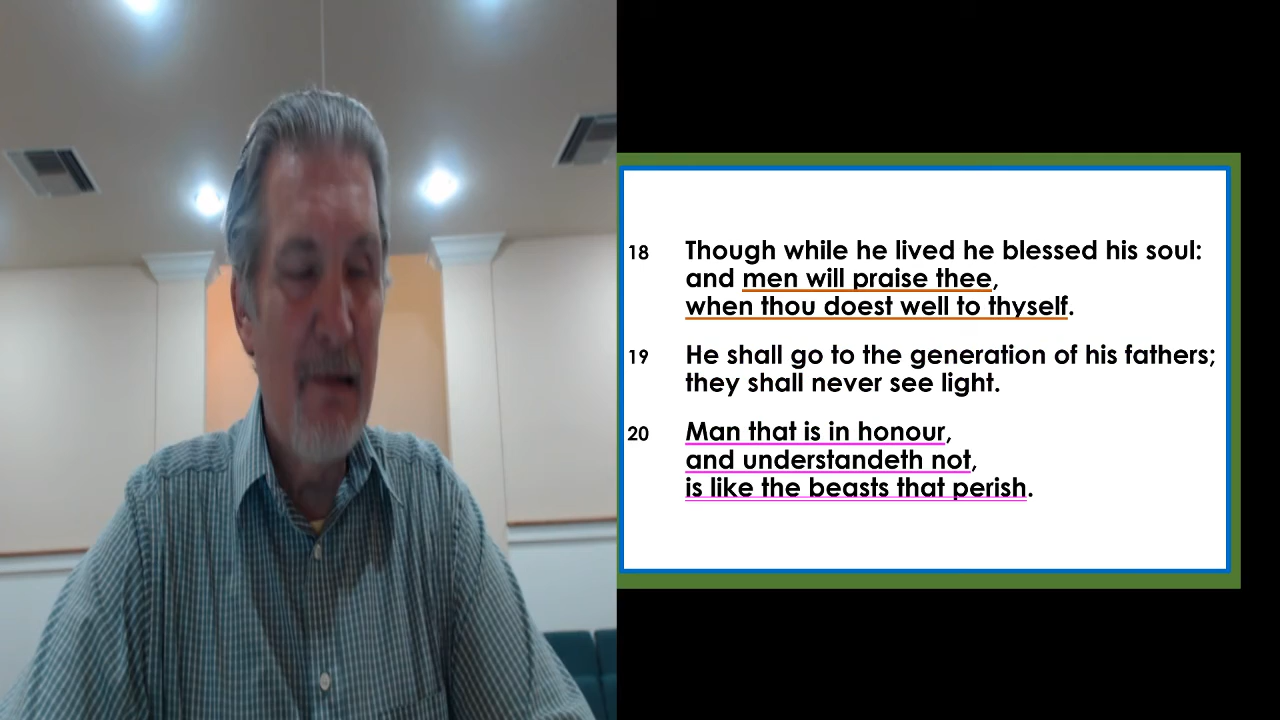 18 Though while he lived he blessed his soul:
and men will praise thee,
when thou doest well to thyself.
19 He shall go to the generation of his fathers;
they shall never see light.
20 Man that is in honour,
and understandeth not,
is like the beasts that perish.